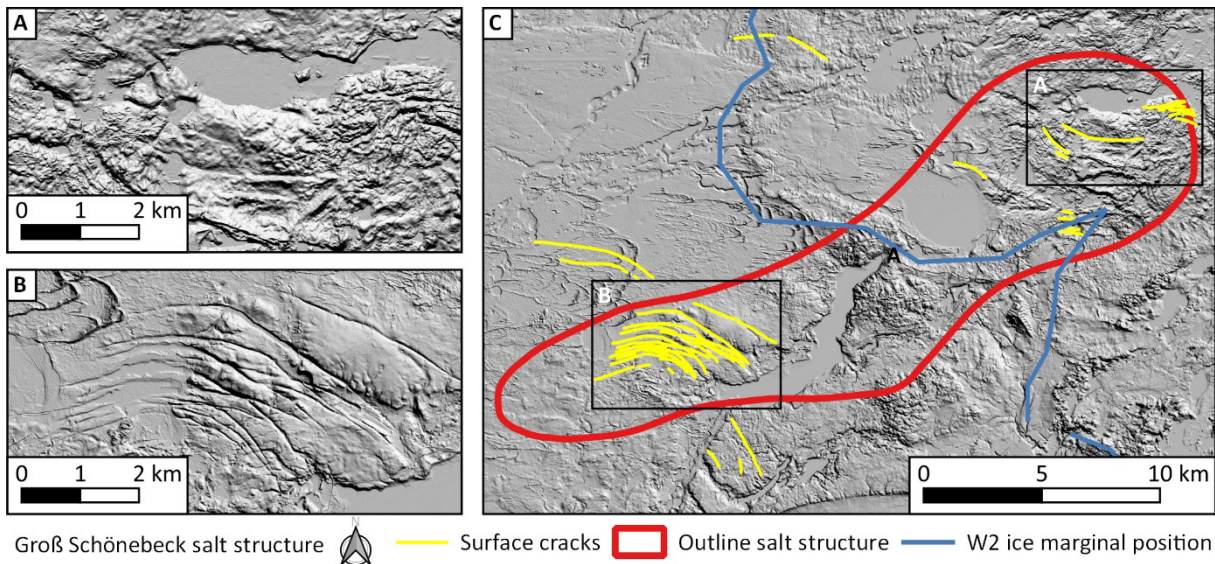 A
0 1 2 km
B
0 1 2 km
C
A
A
B
0 5 10 km
Groß Schönebeck salt structure N Surface cracks Outline salt structure W2 ice marginal position